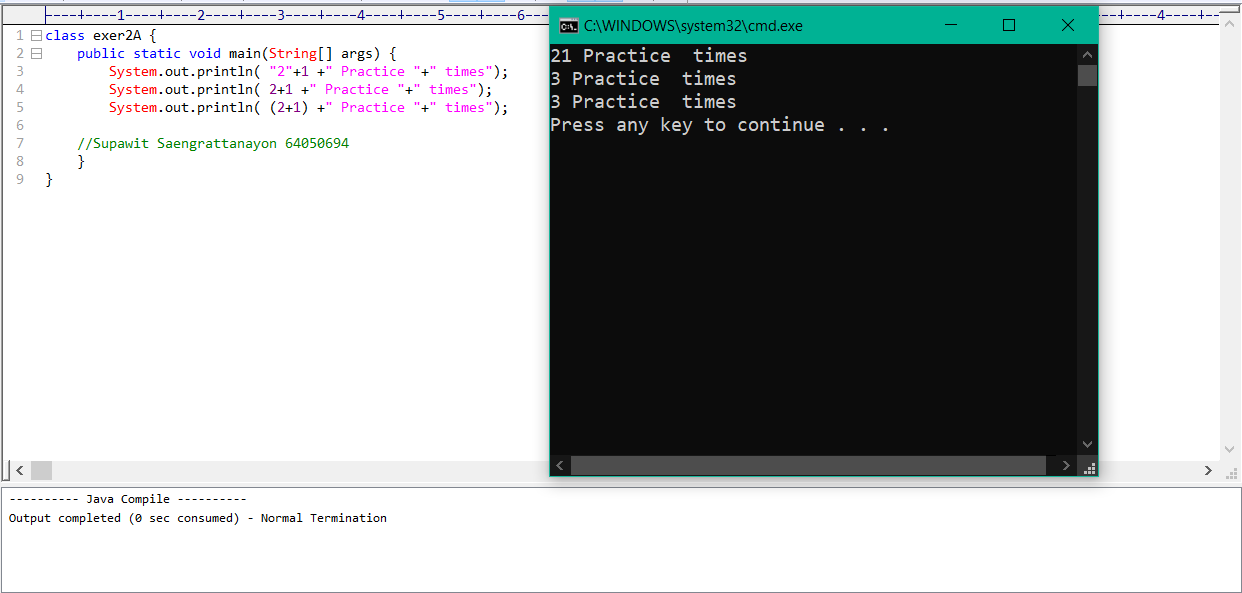 ├----+----1----+----2----+----3----+----4----+----5----+----6--
1 class exer2A {
2 public static void main(String[] args) {
3 System.out.println( "2"+1 +" Practice "+" times");
4 System.out.println( 2+1 +" Practice "+" times");
5 System.out.println( (2+1) +" Practice "+" times");
6
7 //Supawit Saengrattanayon 64050694
8 }
9 }
C:\WINDOWS\system32\cmd.exe
21 Practice  times
3 Practice  times
3 Practice  times
Press any key to continue . . .
--+----4----+--
---------- Java Compile ----------
Output completed (0 sec consumed) - Normal Termination